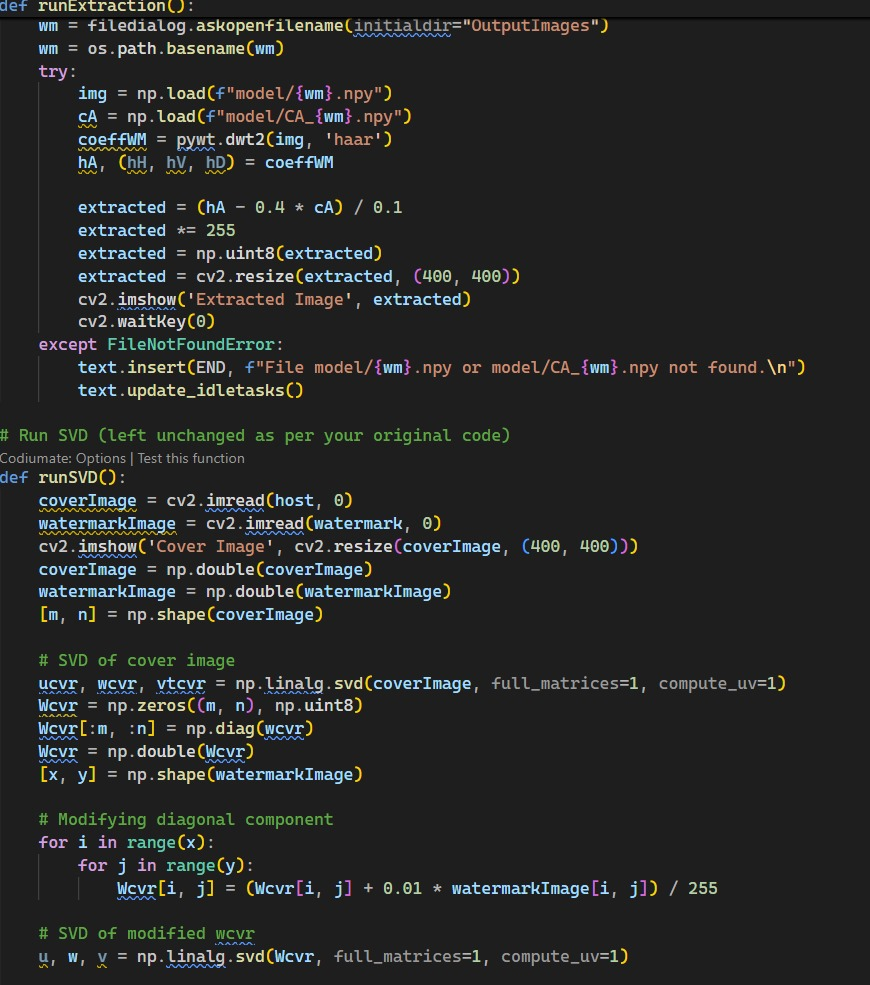 def runExtraction():
    wm = filedialog.askopenfilename(initialdir="OutputImages")
    wm = os.path.basename(wm)
    try:
        img = np.load(f"model/{wm}.npy")
        cA = np.load(f"model/CA_{wm}.npy")
        coeffWM = pywt.dwt2(img, 'haar')
        hA, (hH, hV, hD) = coeffWM

        extracted = (hA - 0.4 * cA) / 0.1
        extracted *= 255
        extracted = np.uint8(extracted)
        extracted = cv2.resize(extracted, (400, 400))
        cv2.imshow('Extracted Image', extracted)
        cv2.waitKey(0)
    except FileNotFoundError:
        text.insert(END, f"File model/{wm}.npy or model/CA_{wm}.npy not found.\n")
        text.update_idletasks()

# Run SVD (left unchanged as per your original code)
Codiumate: Options | Test this function
def runSVD():
    coverImage = cv2.imread(host, 0)
    watermarkImage = cv2.imread(watermark, 0)
    cv2.imshow('Cover Image', cv2.resize(coverImage, (400, 400)))
    coverImage = np.double(coverImage)
    watermarkImage = np.double(watermarkImage)
    [m, n] = np.shape(coverImage)

    # SVD of cover image
    ucvr, wcvr, vtcvr = np.linalg.svd(coverImage, full_matrices=1, compute_uv=1)
    Wcvr = np.zeros((m, n), np.uint8)
    Wcvr[:m, :n] = np.diag(wcvr)
    Wcvr = np.double(Wcvr)
    [x, y] = np.shape(watermarkImage)

    # Modifying diagonal component
    for i in range(x):
        for j in range(y):
            Wcvr[i, j] = (Wcvr[i, j] + 0.01 * watermarkImage[i, j]) / 255

    # SVD of modified wcvr
    u, w, v = np.linalg.svd(Wcvr, full_matrices=1, compute_uv=1)